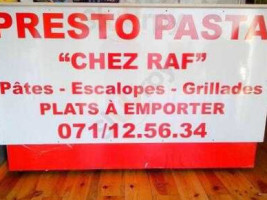 PRESTO PASTA
“CHEZ RAF”
Pâtes - Escalopes - Grillades
PLATS À EMPORTER
071/12.56.34